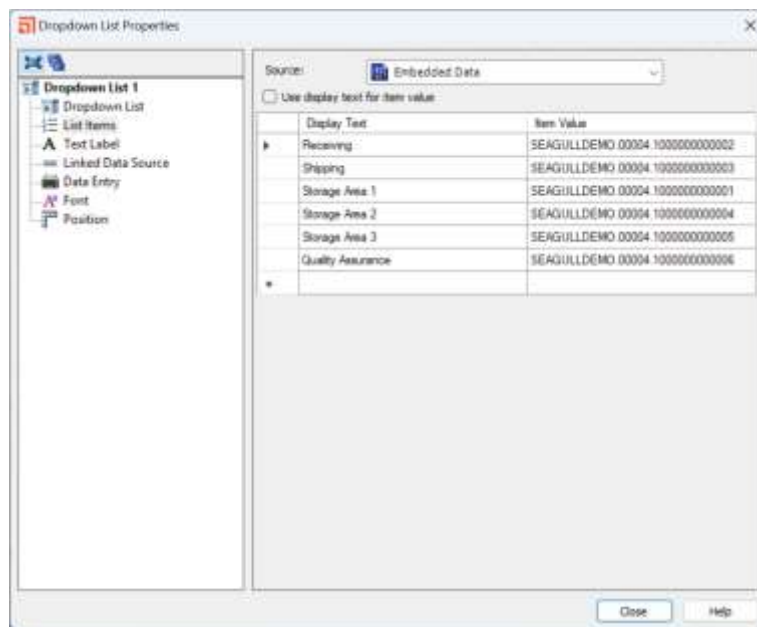 Dropdown List Properties
Dropdown List 1
Dropdown List
List Items
Text Label
Linked Data Source
Data Entry
Font
Position
Source: Embedded Data
Use display text for item value
Display Text Item Value
Receiving SEAGULLDEMO.00004.1000000000002
Shipping SEAGULLDEMO.00004.1000000000003
Storage Area 1 SEAGULLDEMO.00004.1000000000001
Storage Area 2 SEAGULLDEMO.00004.1000000000004
Storage Area 3 SEAGULLDEMO.00004.1000000000005
Quality Assurance SEAGULLDEMO.00004.1000000000006
Close Help